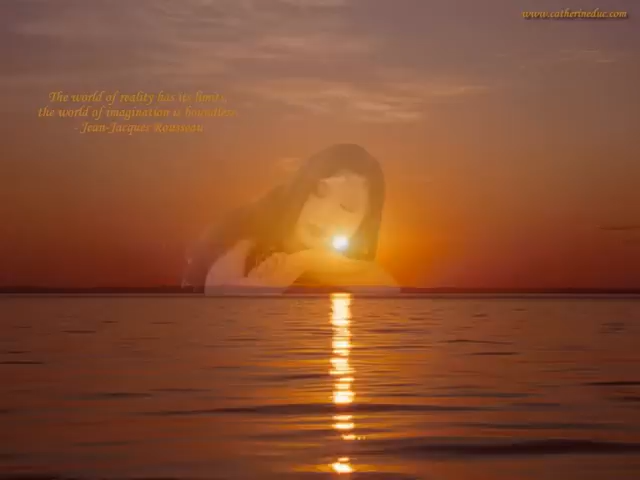 www.catherineduc.com
The world of reality has its limits,
the world of imagination is boundless.
- Jean-Jacques Rousseau